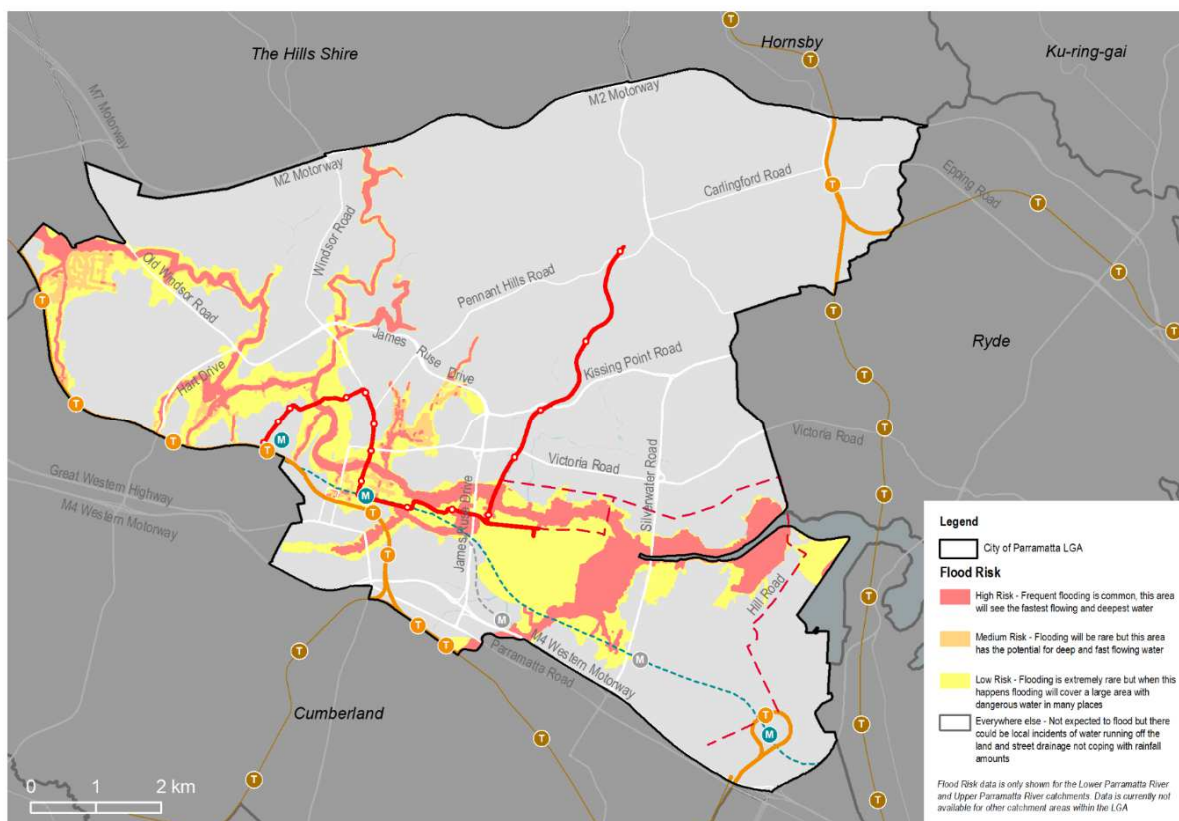 The Hills Shire
Hornsby
Ku-ring-gai
T
T
M7 Motorway
M2 Motorway
M2 Motorway
T
Carlingford Road
T
Epping Road
T
Windsor Road
Old Windsor Road
Pennant Hills Road
T
T
T
James Ruse Drive
Ryde
Kissing Point Road
Hart Drive
T
T
T
T
M
Victoria Road
Victoria Road
T
Great Western Highway
M4 Western Motorway
M
T
James Ruse Drive
Silverwater Road
T
T
Hill Road
T
M
T
T
Parramatta Road
M4 Western Motorway
M
T
T
Cumberland
T
M
T
T
T
0 1 2 km
Legend
City of Parramatta LGA
Flood Risk
High Risk - Frequent flooding is common, this area
will see the fastest flowing and deepest water
Medium Risk - Flooding will be rare but this area
has the potential for deep and fast flowing water
Low Risk - Flooding is extremely rare but when this
happens flooding will cover a large area with
dangerous water in many places
Everywhere else - Not expected to flood but there
could be local incidents of water running off the
land and street drainage not coping with rainfall
amounts
Flood Risk data is only shown for the Lower Parramatta River
and Upper Parramatta River catchments. Data is currently not
available for other catchment areas within the LGA